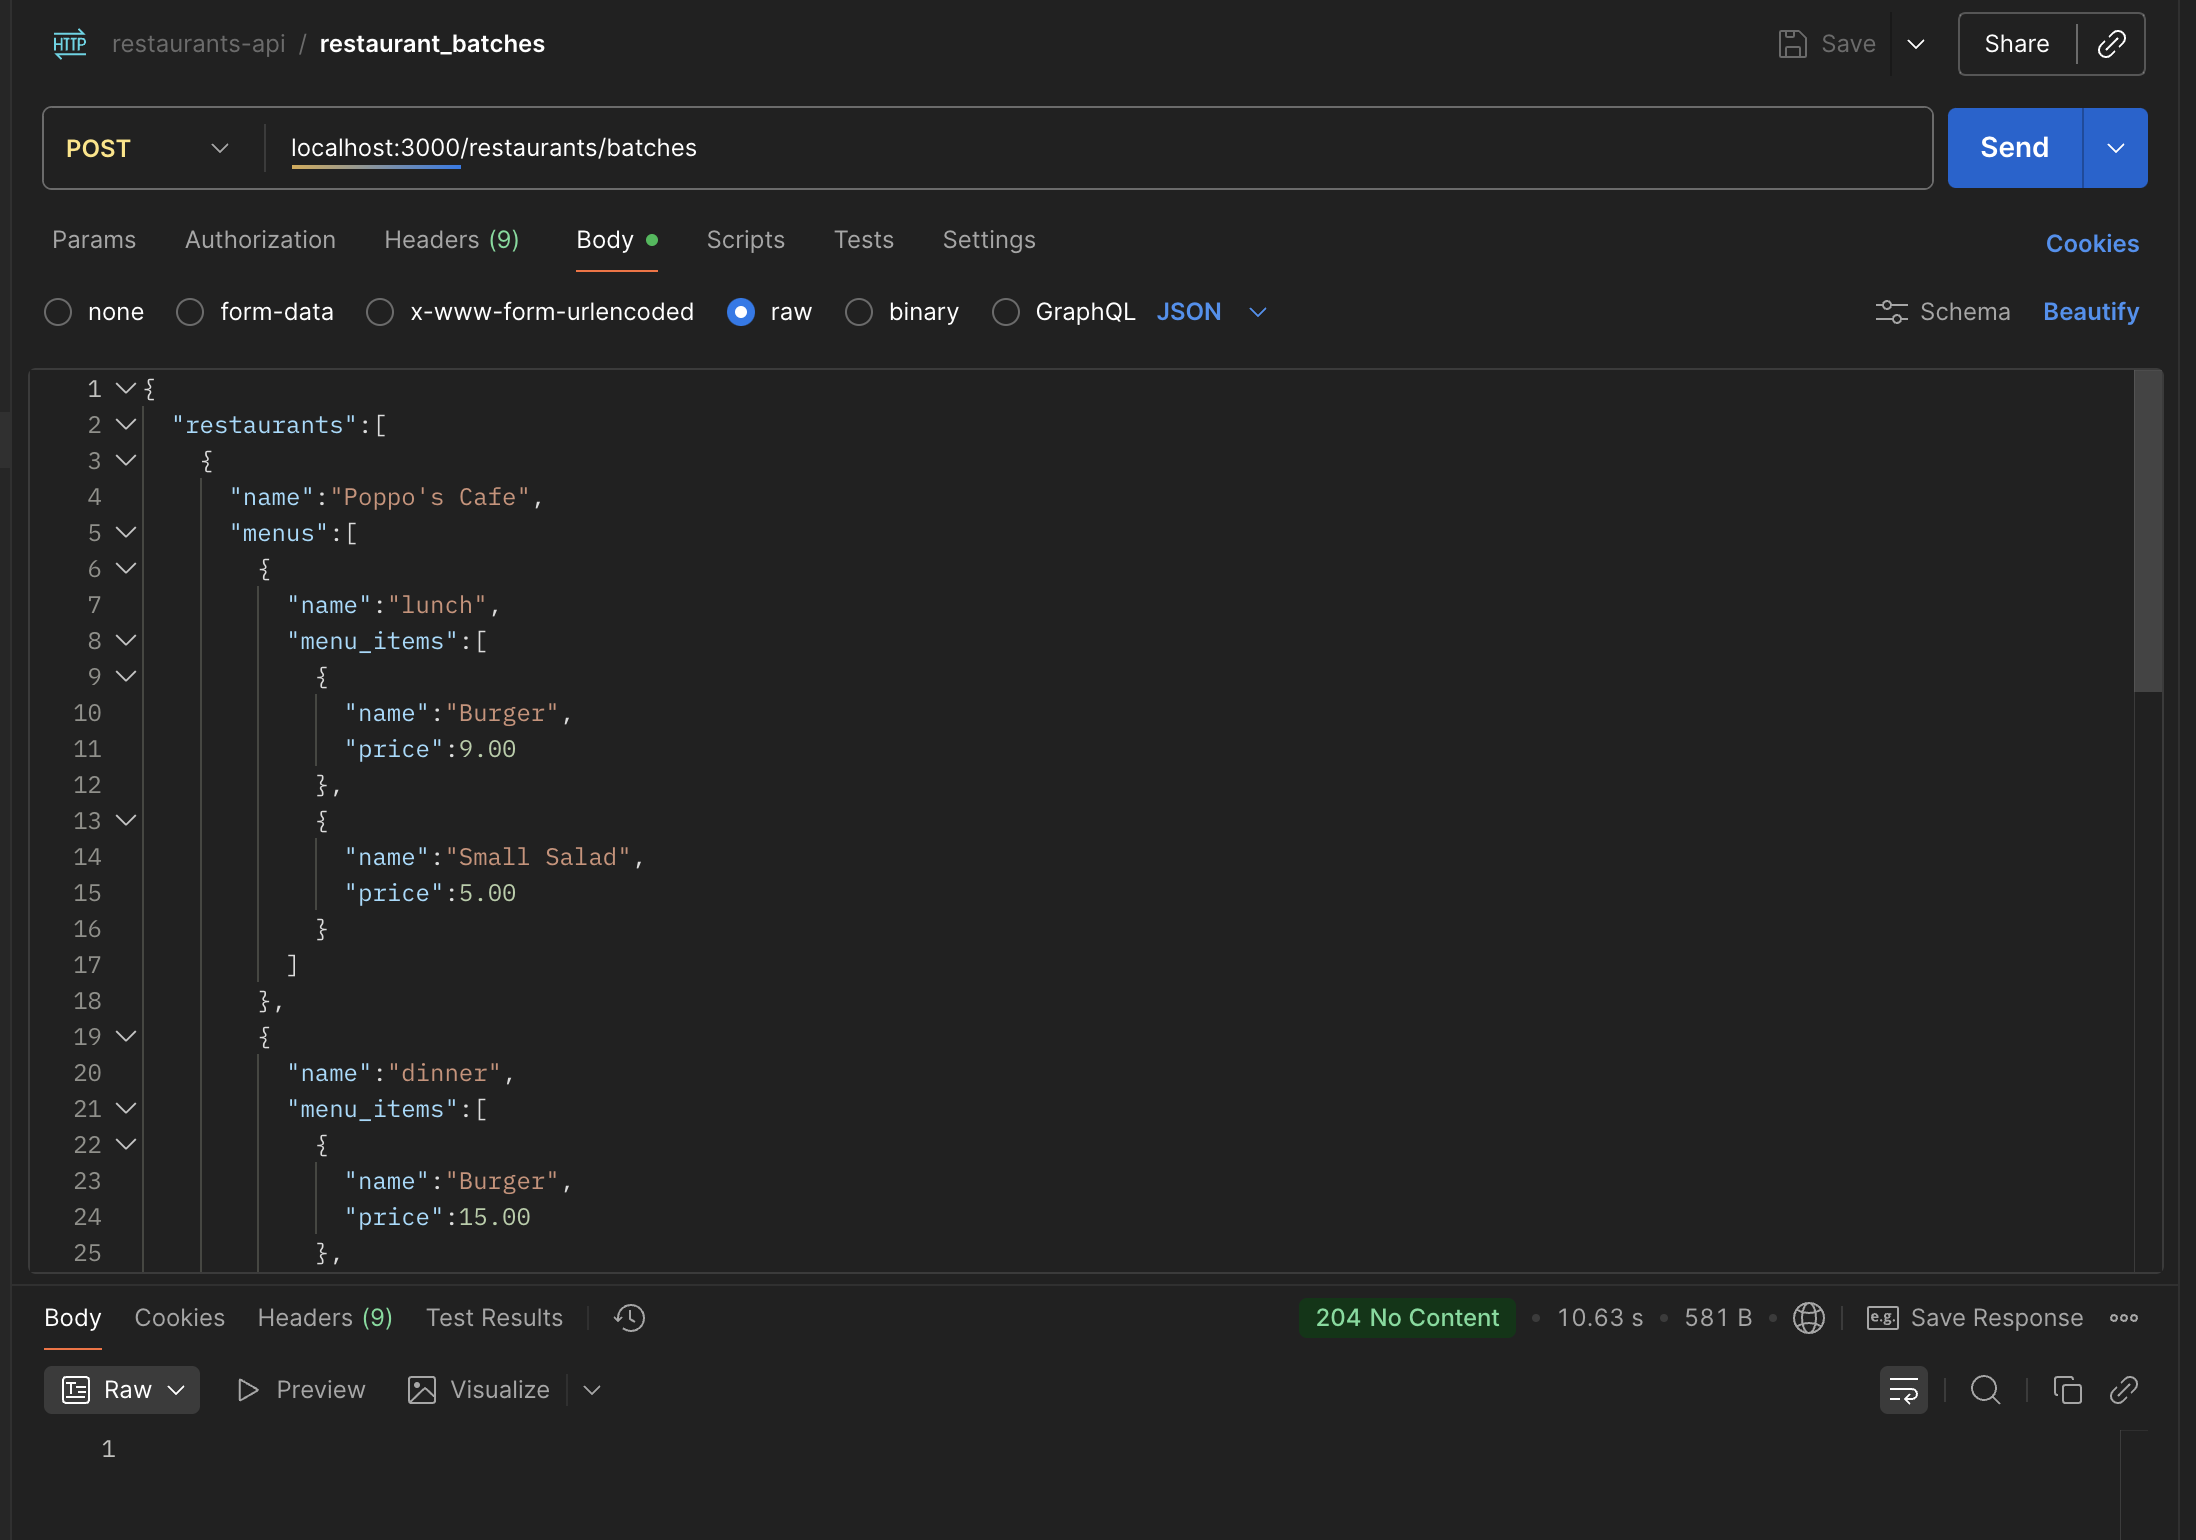 HTTP restaurants-api / restaurant_batches Save Share
POST localhost:3000/restaurants/batches Send
Params Authorization Headers (9) Body Scripts Tests Settings Cookies
none form-data x-www-form-urlencoded raw binary GraphQL JSON Schema Beautify
1 {
2 "restaurants":[
3 {
4 "name":"Poppo's Cafe",
5 "menus":[
6 {
7 "name":"lunch",
8 "menu_items":[
9 {
10 "name":"Burger",
11 "price":9.00
12 },
13 {
14 "name":"Small Salad",
15 "price":5.00
16 }
17 ]
18 },
19 {
20 "name":"dinner",
21 "menu_items":[
22 {
23 "name":"Burger",
24 "price":15.00
25 },
Body Cookies Headers (9) Test Results 204 No Content • 10.63 s • 581 B • e.g. Save Response
Raw Preview Visualize
1